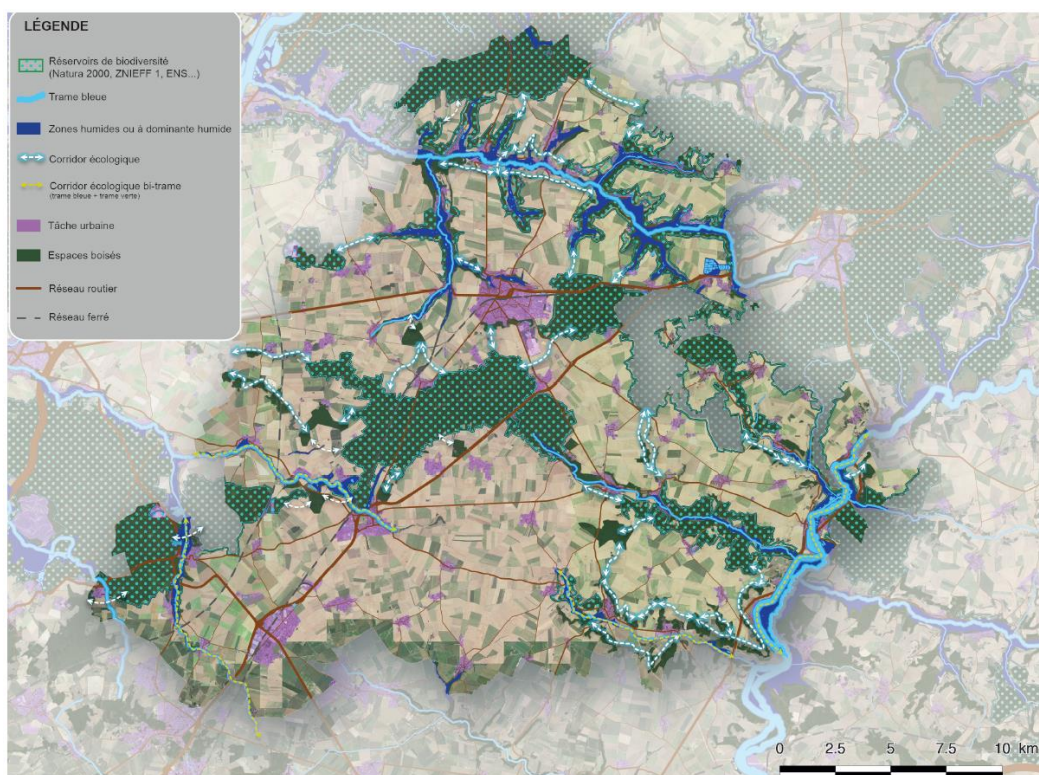 LÉGENDE
Réservoirs de biodiversité
(Natura 2000, ZNIEFF 1, ENS...)
Trame bleue
Zones humides ou à dominante humide
Corridor écologique
Corridor écologique bi-trame
(trame bleue + trame verte)
Tâche urbaine
Espaces boisés
Réseau routier
Réseau ferré
0 2.5 5 7.5 10 km